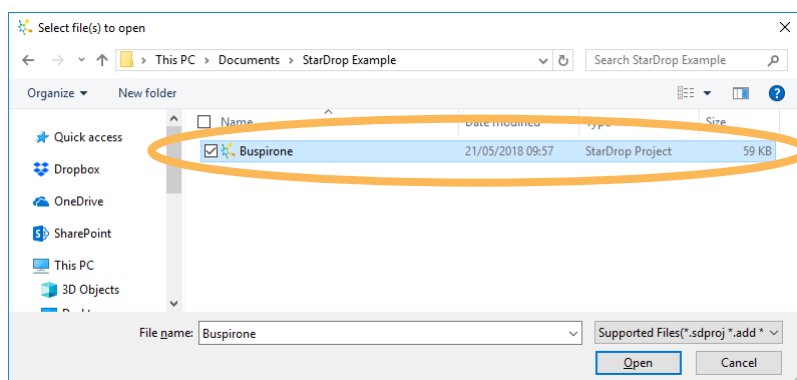 Select file(s) to open
This PC > Documents > StarDrop Example
Search StarDrop Example
Organize
New folder
Name Date modified Type Size
Quick access
Buspirone 21/05/2018 09:57 StarDrop Project 59 KB
Dropbox
OneDrive
SharePoint
This PC
3D Objects
File name: Buspirone
Supported Files(*.sdproj *.add *
Open
Cancel